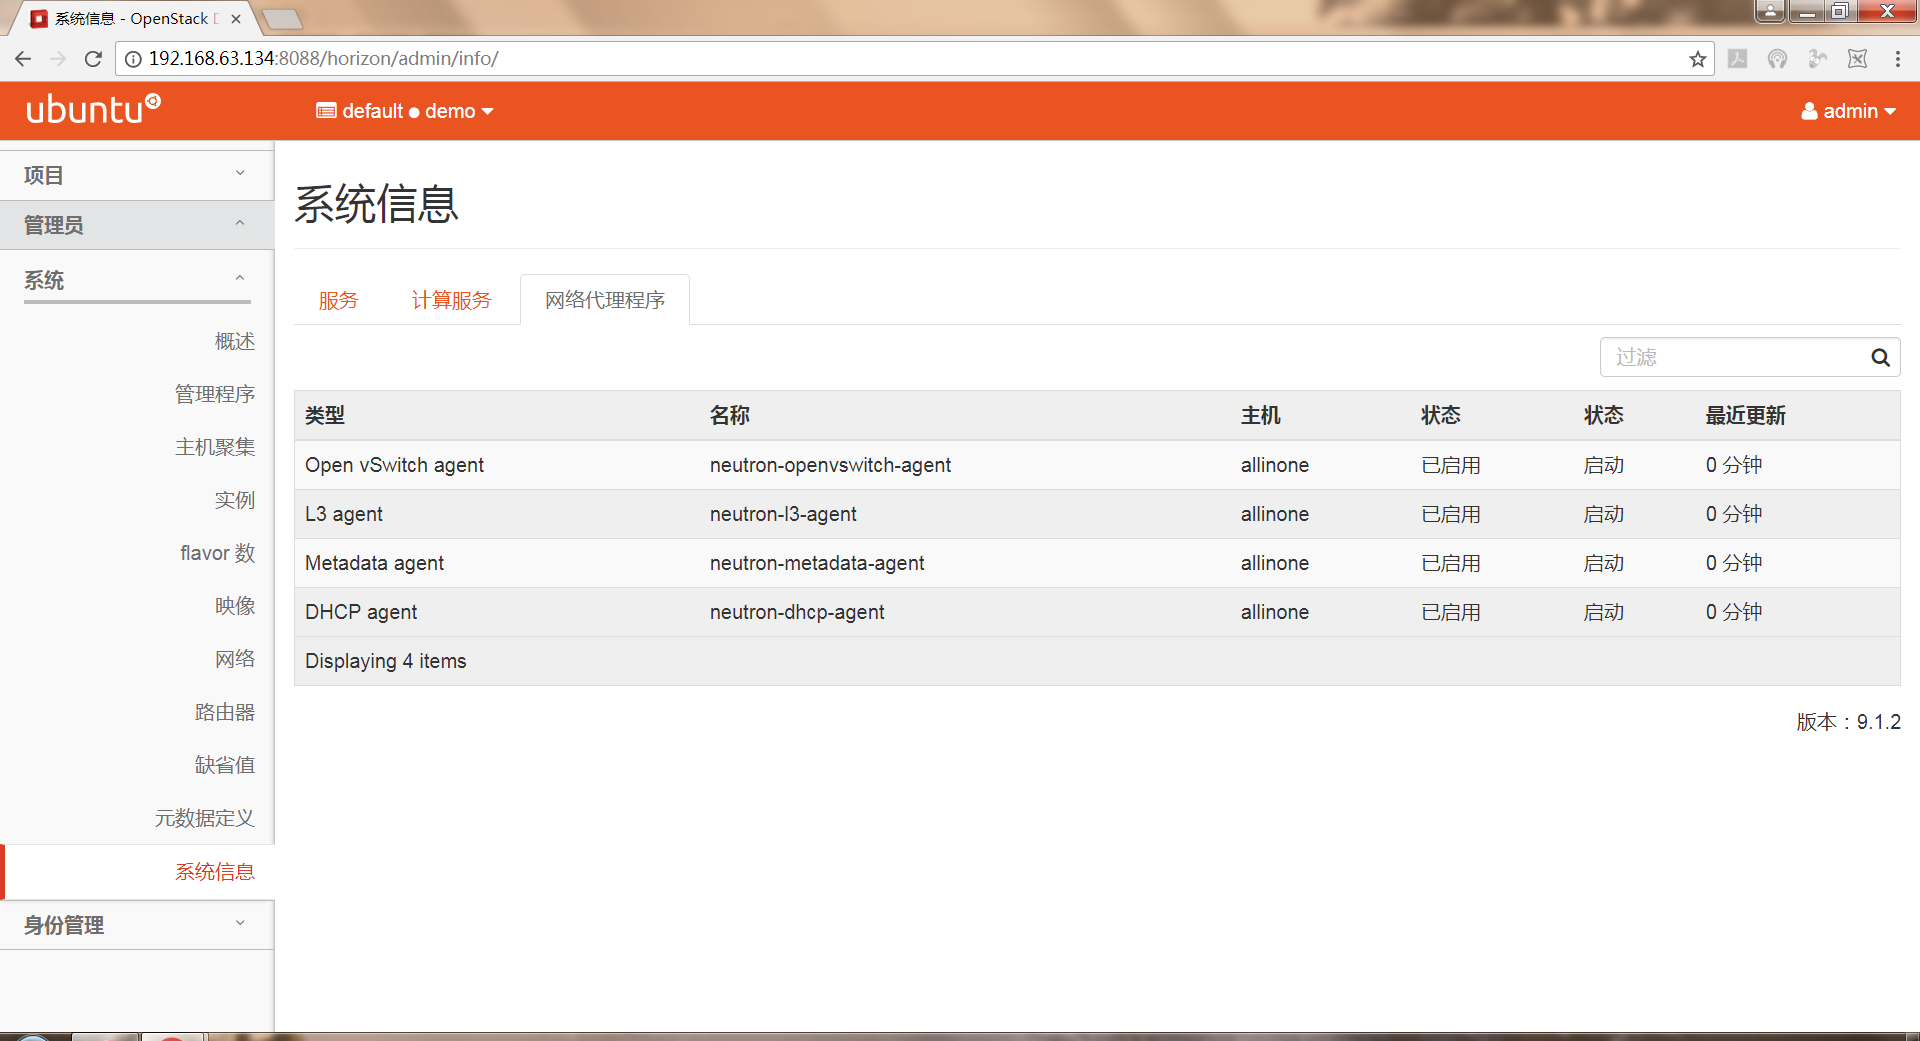 系统信息 - OpenStack D
192.168.63.134:8088/horizon/admin/info/
ubuntu
default ● demo
admin
项目
管理员
系统
概述
管理程序
主机聚集
实例
flavor 数
映像
网络
路由器
缺省值
元数据定义
系统信息
身份管理
系统信息
服务 计算服务 网络代理程序
过滤
类型 名称 主机 状态 状态 最近更新
Open vSwitch agent neutron-openvswitch-agent allinone 已启用 启动 0 分钟
L3 agent neutron-l3-agent allinone 已启用 启动 0 分钟
Metadata agent neutron-metadata-agent allinone 已启用 启动 0 分钟
DHCP agent neutron-dhcp-agent allinone 已启用 启动 0 分钟
Displaying 4 items
版本：9.1.2